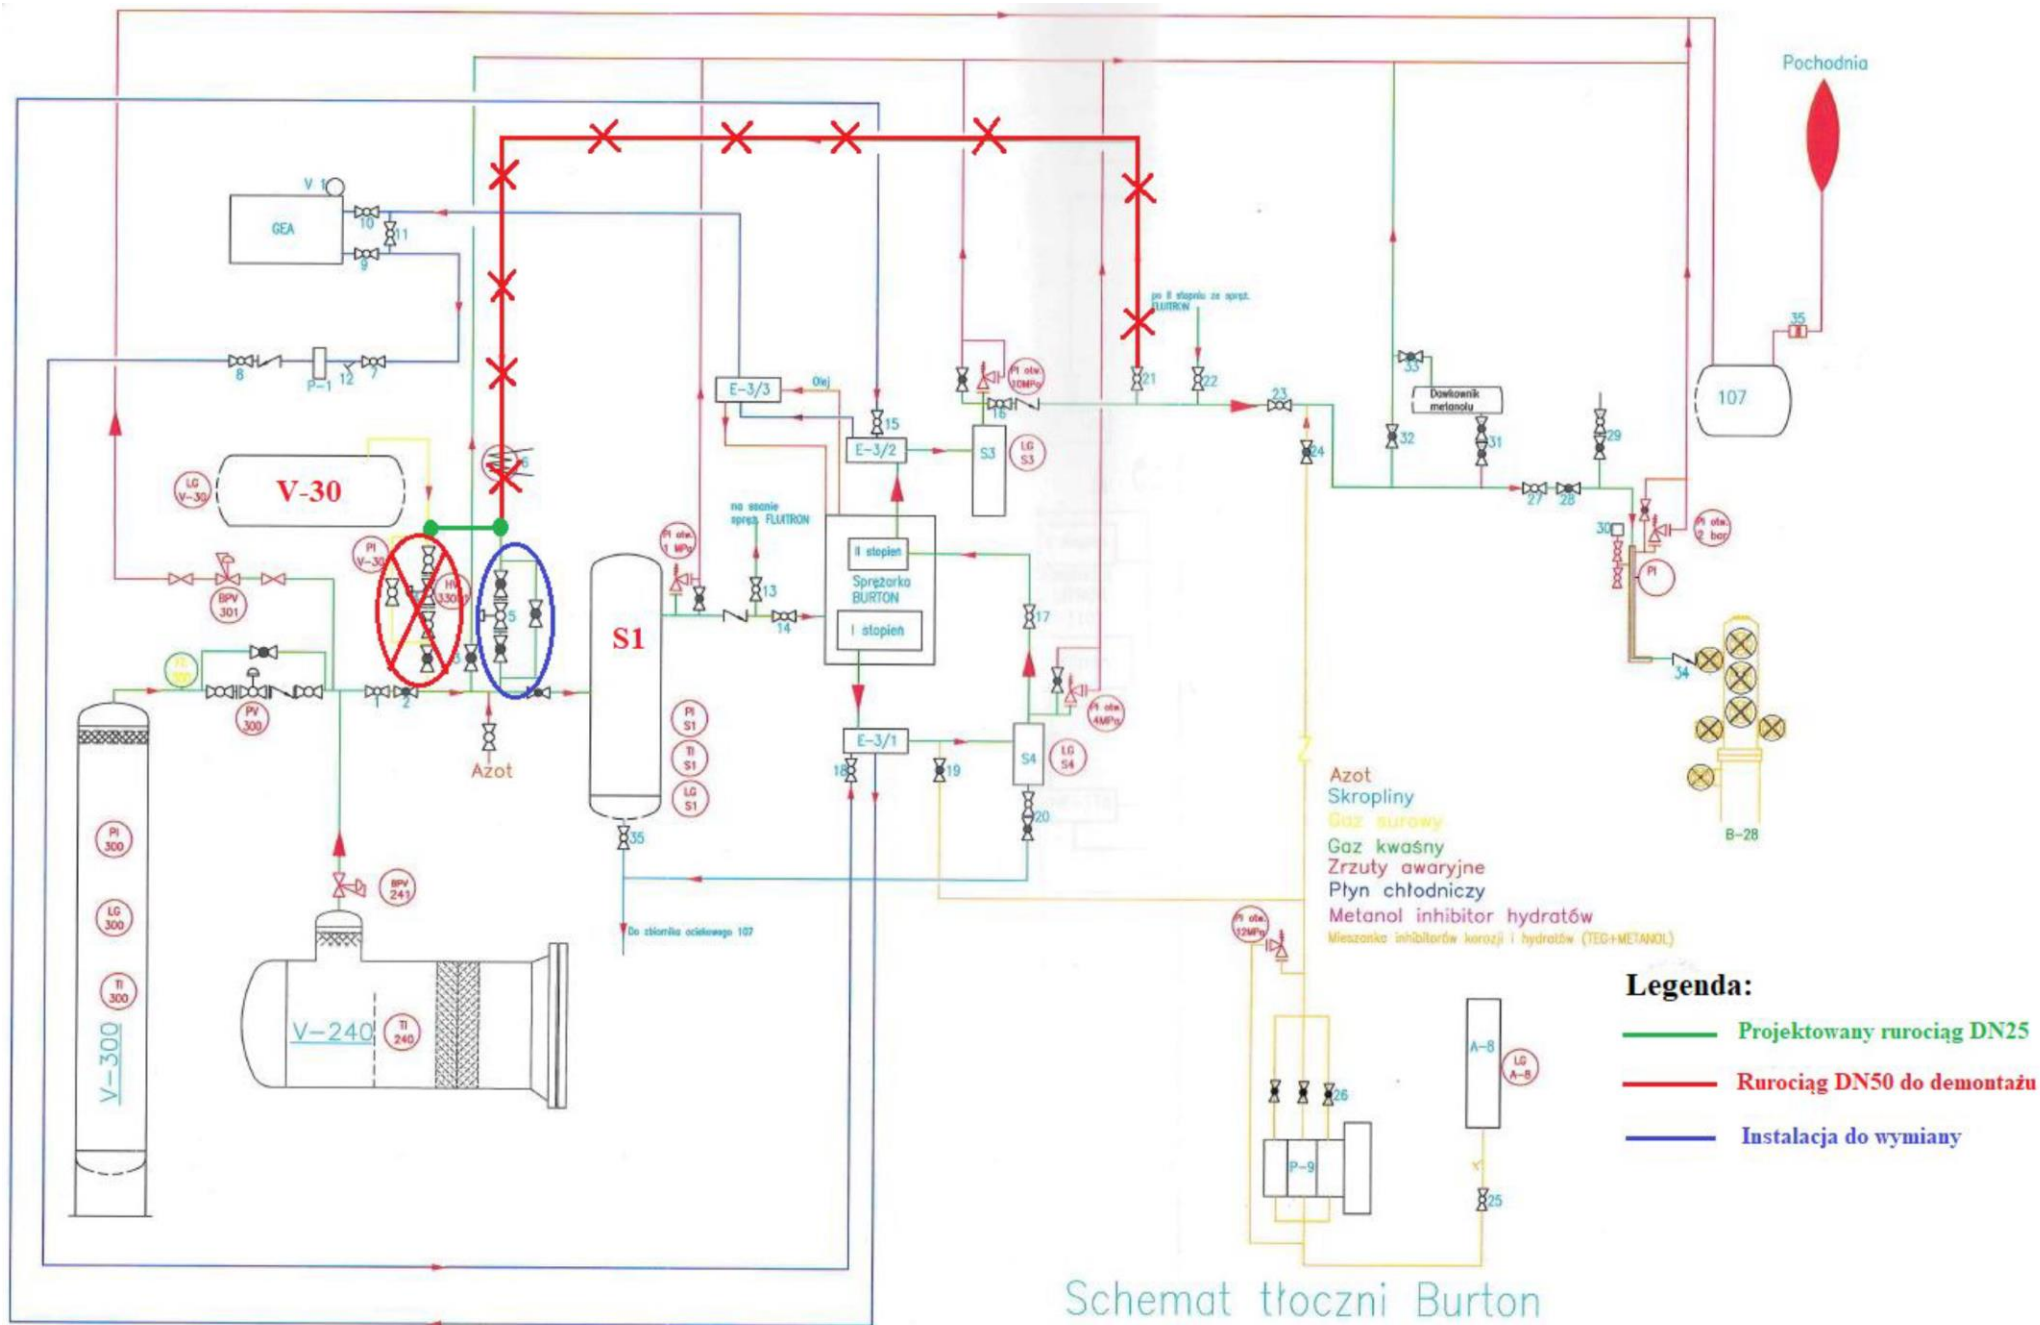 Pochodnia
V 1
GEA
10
11
9
po II stopniu ze spręż.
FLUITRON
35
8
P-1
12
7
E-3/3
Olej
PI otw.
10MPa
21
22
23
33
Dawkownik
metanolu
107
16
15
E-3/2
S3
LG
S3
24
32
31
29
6
LG
V-30
V-30
na ssanie
spręż. FLUITRON
27
28
PI otw.
1 MPa
PI
V-30
II stopień
Sprężarka
BURTON
I stopień
30
PI otw.
2 bar
PI
BPV
301
13
5
S1
14
17
3
34
PV
300
1
2
PI otw.
4MPa
PI
S1
TI
S1
LG
S1
E-3/1
S4
LG
S4
18
19
Azot
20
35
Azot
Skropliny
Gaz surowy
Gaz kwaśny
Zrzuty awaryjne
Płyn chłodniczy
Metanol inhibitor hydratów
Mieszanka inhibitorów korozji i hydratów (TEG+METANOL)
B-28
PI
300
BPV
241
LG
300
Do zbiornika ociekowego 107
PI otw.
12MPa
TI
300
V-300
V-240
TI
240
Legenda:
Projektowany rurociąg DN25
Rurociąg DN50 do demontażu
Instalacja do wymiany
A-8
LG
A-8
26
P-9
25
Schemat tłoczni Burton